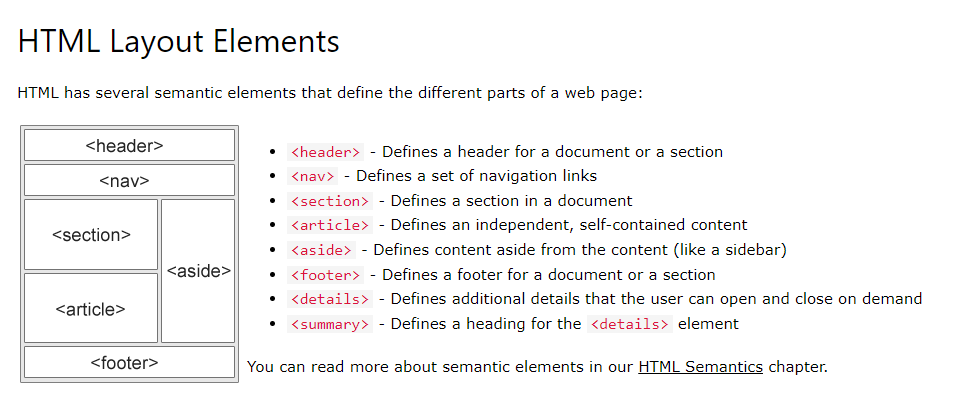 HTML Layout Elements
HTML has several semantic elements that define the different parts of a web page:
<header>
<nav>
<section>
<aside>
<article>
<footer>
• <header> - Defines a header for a document or a section
• <nav> - Defines a set of navigation links
• <section> - Defines a section in a document
• <article> - Defines an independent, self-contained content
• <aside> - Defines content aside from the content (like a sidebar)
• <footer> - Defines a footer for a document or a section
• <details> - Defines additional details that the user can open and close on demand
• <summary> - Defines a heading for the <details> element
You can read more about semantic elements in our HTML Semantics chapter.